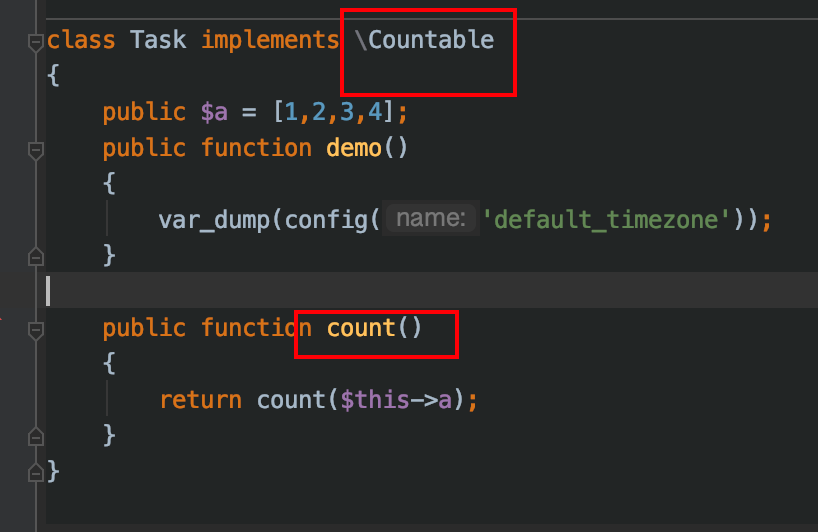 class Task implements \Countable
{
    public $a = [1,2,3,4];
    public function demo()
    {
        var_dump(config( name: 'default_timezone'));
    }
    public function count()
    {
        return count($this->a);
    }
}